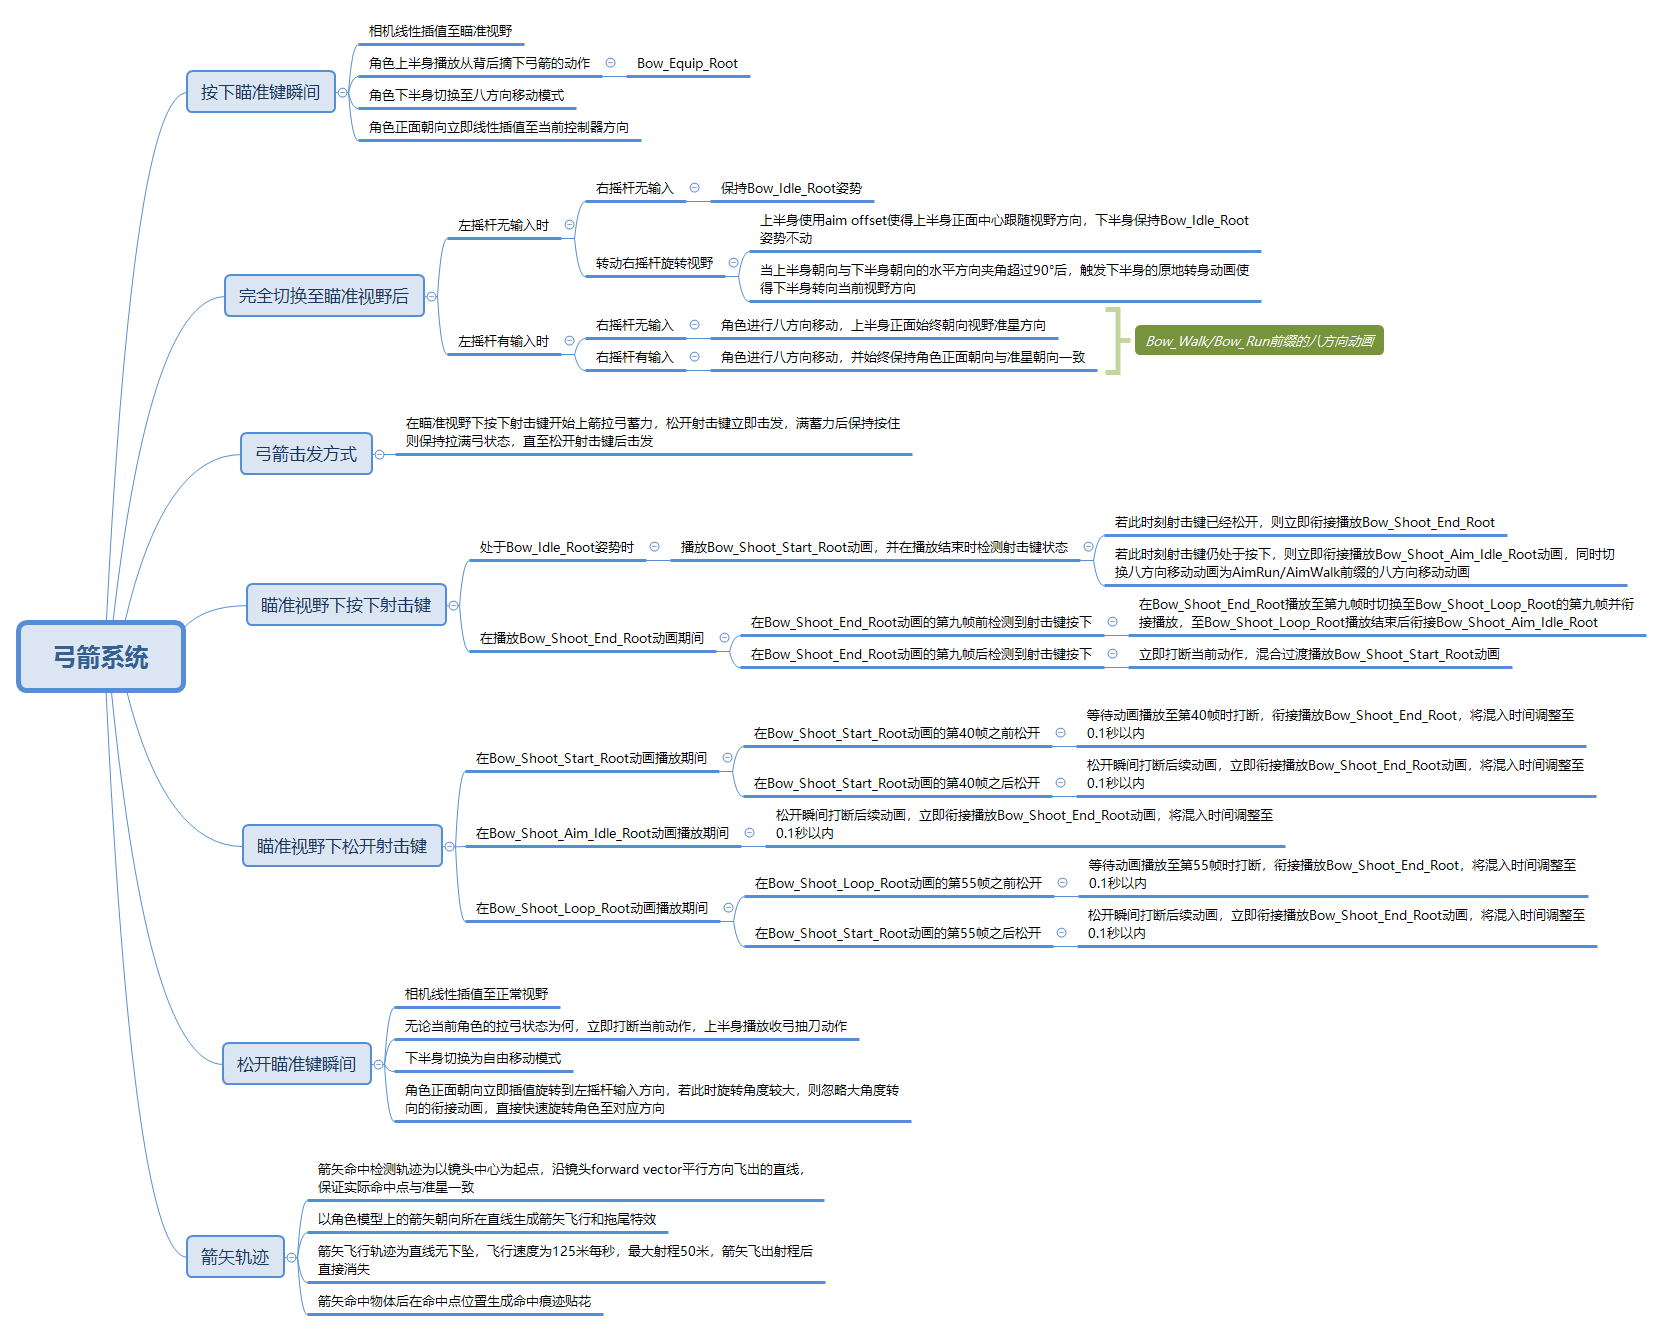 弓箭系统
按下瞄准键瞬间
相机线性插值至瞄准视野
角色上半身播放从背后摘下弓箭的动作
Bow_Equip_Root
角色下半身切换至八方向移动模式
角色正面朝向立即线性插值至当前控制器方向
完全切换至瞄准视野后
左摇杆无输入时
右摇杆无输入
保持Bow_Idle_Root姿势
转动右摇杆旋转视野
上半身使用aim offset使得上半身正面中心跟随视野方向，下半身保持Bow_Idle_Root
姿势不动
当上半身朝向与下半身朝向的水平方向夹角超过90°后，触发下半身的原地转身动画使
得下半身转向当前视野方向
左摇杆有输入时
右摇杆无输入
角色进行八方向移动，上半身正面始终朝向视野准星方向
右摇杆有输入
角色进行八方向移动，并始终保持角色正面朝向与准星朝向一致
Bow_Walk/Bow_Run前缀的八方向动画
弓箭击发方式
在瞄准视野下按下射击键开始上箭拉弓蓄力，松开射击键立即击发，满蓄力后保持按住
则保持拉满弓状态，直至松开射击键后击发
瞄准视野下按下射击键
处于Bow_Idle_Root姿势时
播放Bow_Shoot_Start_Root动画，并在播放结束时检测射击键状态
若此时刻射击键已经松开，则立即衔接播放Bow_Shoot_End_Root
若此时刻射击键仍处于按下，则立即衔接播放Bow_Shoot_Aim_Idle_Root动画，同时切
换八方向移动动画为AimRun/AimWalk前缀的八方向移动动画
在播放Bow_Shoot_End_Root动画期间
在Bow_Shoot_End_Root动画的第九帧前检测到射击键按下
在Bow_Shoot_End_Root播放至第九帧时切换至Bow_Shoot_Loop_Root的第九帧并衔
接播放，至Bow_Shoot_Loop_Root播放结束后衔接Bow_Shoot_Aim_Idle_Root
在Bow_Shoot_End_Root动画的第九帧后检测到射击键按下
立即打断当前动作，混合过渡播放Bow_Shoot_Start_Root动画
瞄准视野下松开射击键
在Bow_Shoot_Start_Root动画播放期间
在Bow_Shoot_Start_Root动画的第40帧之前松开
等待动画播放至第40帧时打断，衔接播放Bow_Shoot_End_Root，将混入时间调整至
0.1秒以内
在Bow_Shoot_Start_Root动画的第40帧之后松开
松开瞬间打断后续动画，立即衔接播放Bow_Shoot_End_Root动画，将混入时间调整至
0.1秒以内
在Bow_Shoot_Aim_Idle_Root动画播放期间
松开瞬间打断后续动画，立即衔接播放Bow_Shoot_End_Root动画，将混入时间调整至
0.1秒以内
在Bow_Shoot_Loop_Root动画播放期间
在Bow_Shoot_Loop_Root动画的第55帧之前松开
等待动画播放至第55帧时打断，衔接播放Bow_Shoot_End_Root，将混入时间调整至
0.1秒以内
在Bow_Shoot_Start_Root动画的第55帧之后松开
松开瞬间打断后续动画，立即衔接播放Bow_Shoot_End_Root动画，将混入时间调整至
0.1秒以内
松开瞄准键瞬间
相机线性插值至正常视野
无论当前角色的拉弓状态为何，立即打断当前动作，上半身播放收弓抽刀动作
下半身切换为自由移动模式
角色正面朝向立即插值旋转到左摇杆输入方向，若此时旋转角度较大，则忽略大角度转
向的衔接动画，直接快速旋转角色至对应方向
箭矢轨迹
箭矢命中检测轨迹为以镜头中心为起点，沿镜头forward vector平行方向飞出的直线，
保证实际命中点与准星一致
以角色模型上的箭矢朝向所在直线生成箭矢飞行和拖尾特效
箭矢飞行轨迹为直线无下坠，飞行速度为125米每秒，最大射程50米，箭矢飞出射程后
直接消失
箭矢命中物体后在命中点位置生成命中痕迹贴花